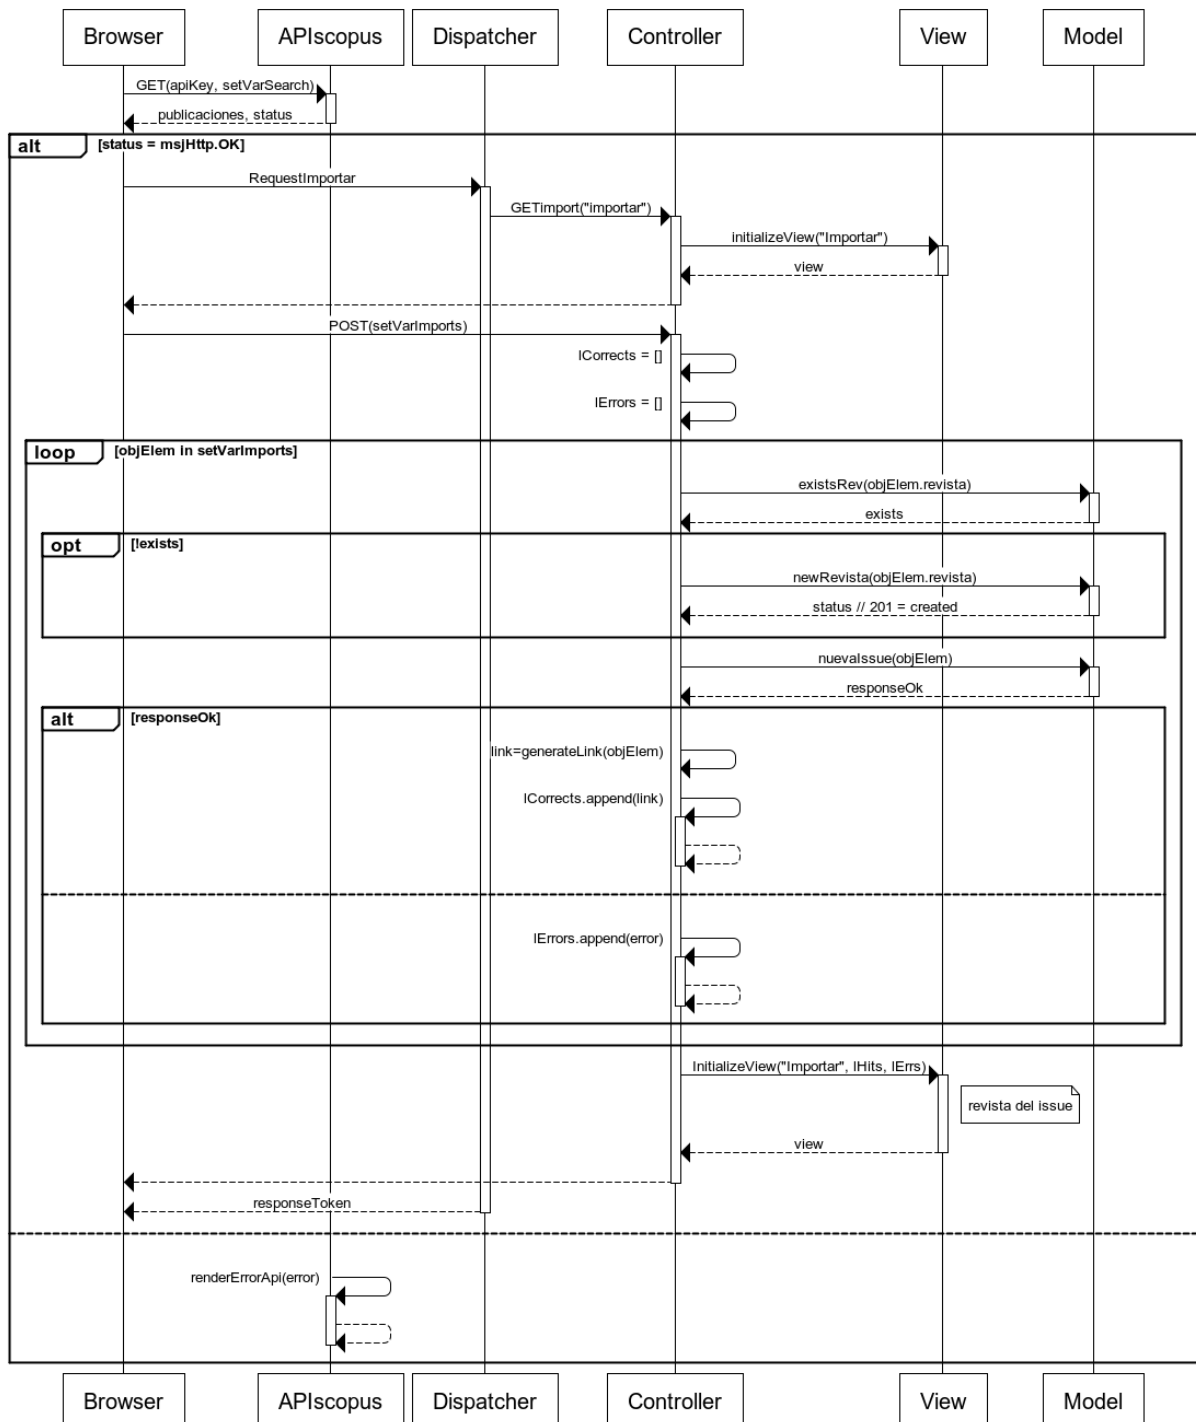 Browser
APIscopus
Dispatcher
Controller
View
Model
GET(apiKey, setVarSearch)
publicaciones, status
alt
[status = msjHttp.OK]
RequestImportar
GETimport("importar")
initializeView("Importar")
view
POST(setVarImports)
lCorrects = []
lErrors = []
loop
[objElem in setVarImports]
existsRev(objElem.revista)
exists
opt
[!exists]
newRevista(objElem.revista)
status // 201 = created
nuevaIssue(objElem)
responseOk
alt
[responseOk]
link=generateLink(objElem)
lCorrects.append(link)
lErrors.append(error)
InitializeView("Importar", lHits, lErrs)
revista del issue
view
responseToken
renderErrorApi(error)
Browser
APIscopus
Dispatcher
Controller
View
Model